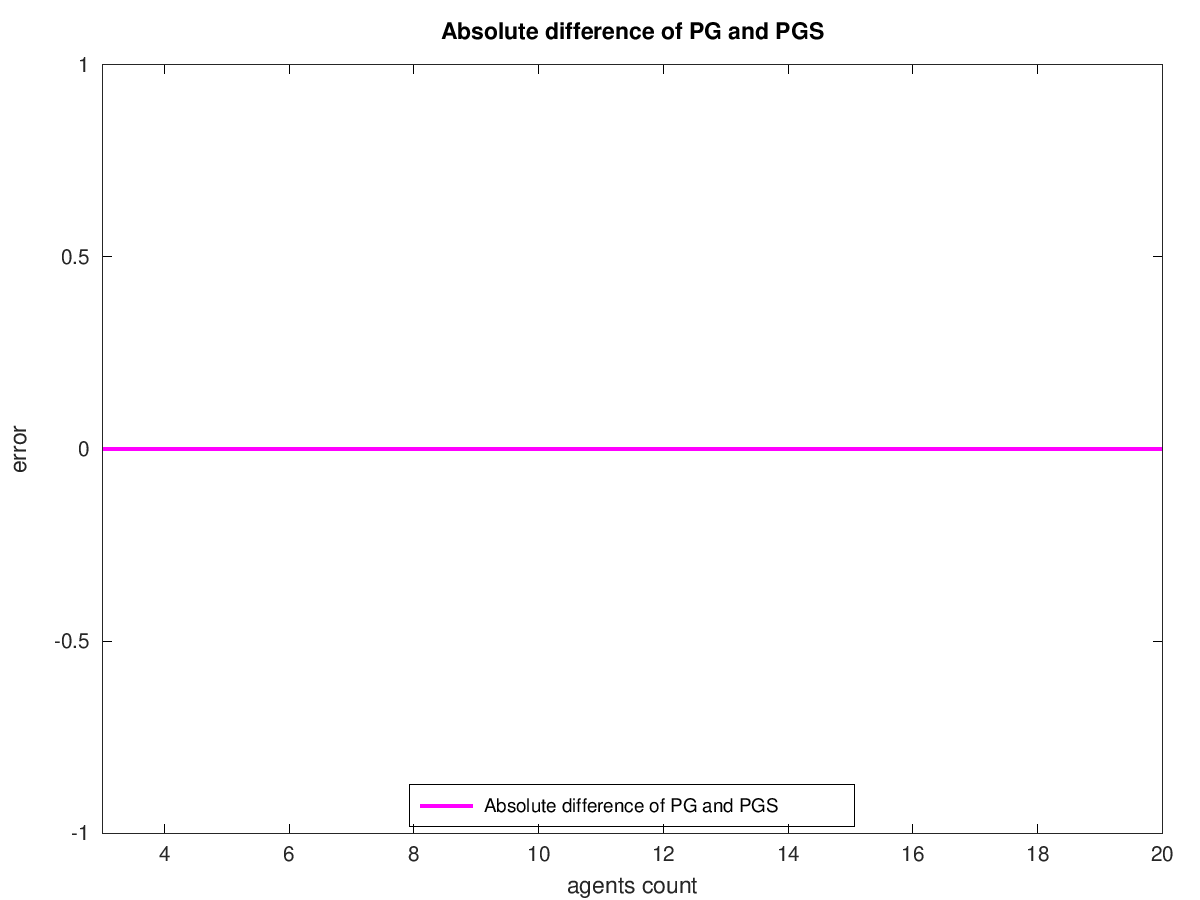 Absolute difference of PG and PGS
1
0.5
0
-0.5
-1
error
Absolute difference of PG and PGS
4 6 8 10 12 14 16 18 20
agents count